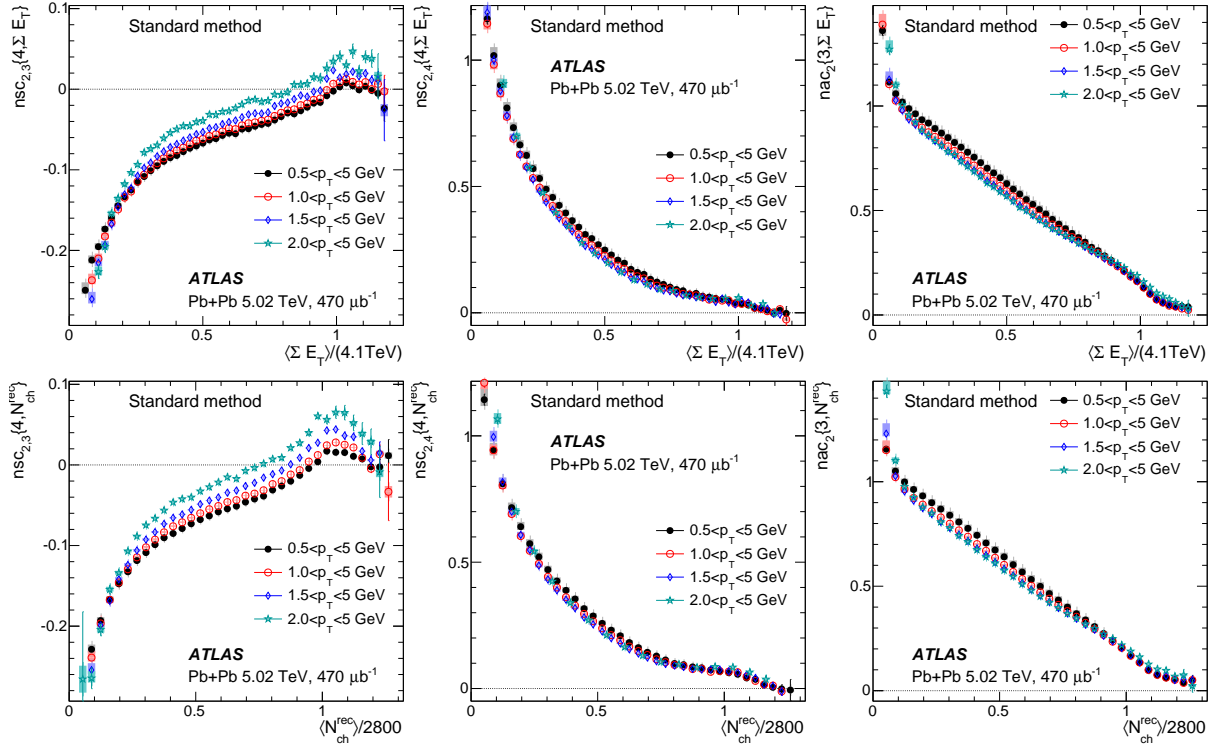 nsc2,3{4,Σ ET}
Standard method
0.1
0
-0.1
-0.2
0.5<pT<5 GeV
1.0<pT<5 GeV
1.5<pT<5 GeV
2.0<pT<5 GeV
ATLAS
Pb+Pb 5.02 TeV, 470 μb-1
0
0.5
1
⟨Σ ET⟩/(4.1TeV)
nsc2,4{4,Σ ET}
Standard method
ATLAS
Pb+Pb 5.02 TeV, 470 μb-1
1
0.5
0
0.5<pT<5 GeV
1.0<pT<5 GeV
1.5<pT<5 GeV
2.0<pT<5 GeV
0
0.5
1
⟨Σ ET⟩/(4.1TeV)
nac2{3,Σ ET}
Standard method
0.5<pT<5 GeV
1.0<pT<5 GeV
1.5<pT<5 GeV
2.0<pT<5 GeV
1
0.5
0
ATLAS
Pb+Pb 5.02 TeV, 470 μb-1
0
0.5
1
⟨Σ ET⟩/(4.1TeV)
nsc2,3{4,Nchrec}
Standard method
0.1
0
-0.1
-0.2
0.5<pT<5 GeV
1.0<pT<5 GeV
1.5<pT<5 GeV
2.0<pT<5 GeV
ATLAS
Pb+Pb 5.02 TeV, 470 μb-1
0
0.5
1
⟨Nchrec⟩/2800
nsc2,4{4,Nchrec}
Standard method
ATLAS
Pb+Pb 5.02 TeV, 470 μb-1
1
0.5
0
0.5<pT<5 GeV
1.0<pT<5 GeV
1.5<pT<5 GeV
2.0<pT<5 GeV
0
0.5
1
⟨Nchrec⟩/2800
nac2{3,Nchrec}
Standard method
0.5<pT<5 GeV
1.0<pT<5 GeV
1.5<pT<5 GeV
2.0<pT<5 GeV
1
0.5
0
ATLAS
Pb+Pb 5.02 TeV, 470 μb-1
0
0.5
1
⟨Nchrec⟩/2800